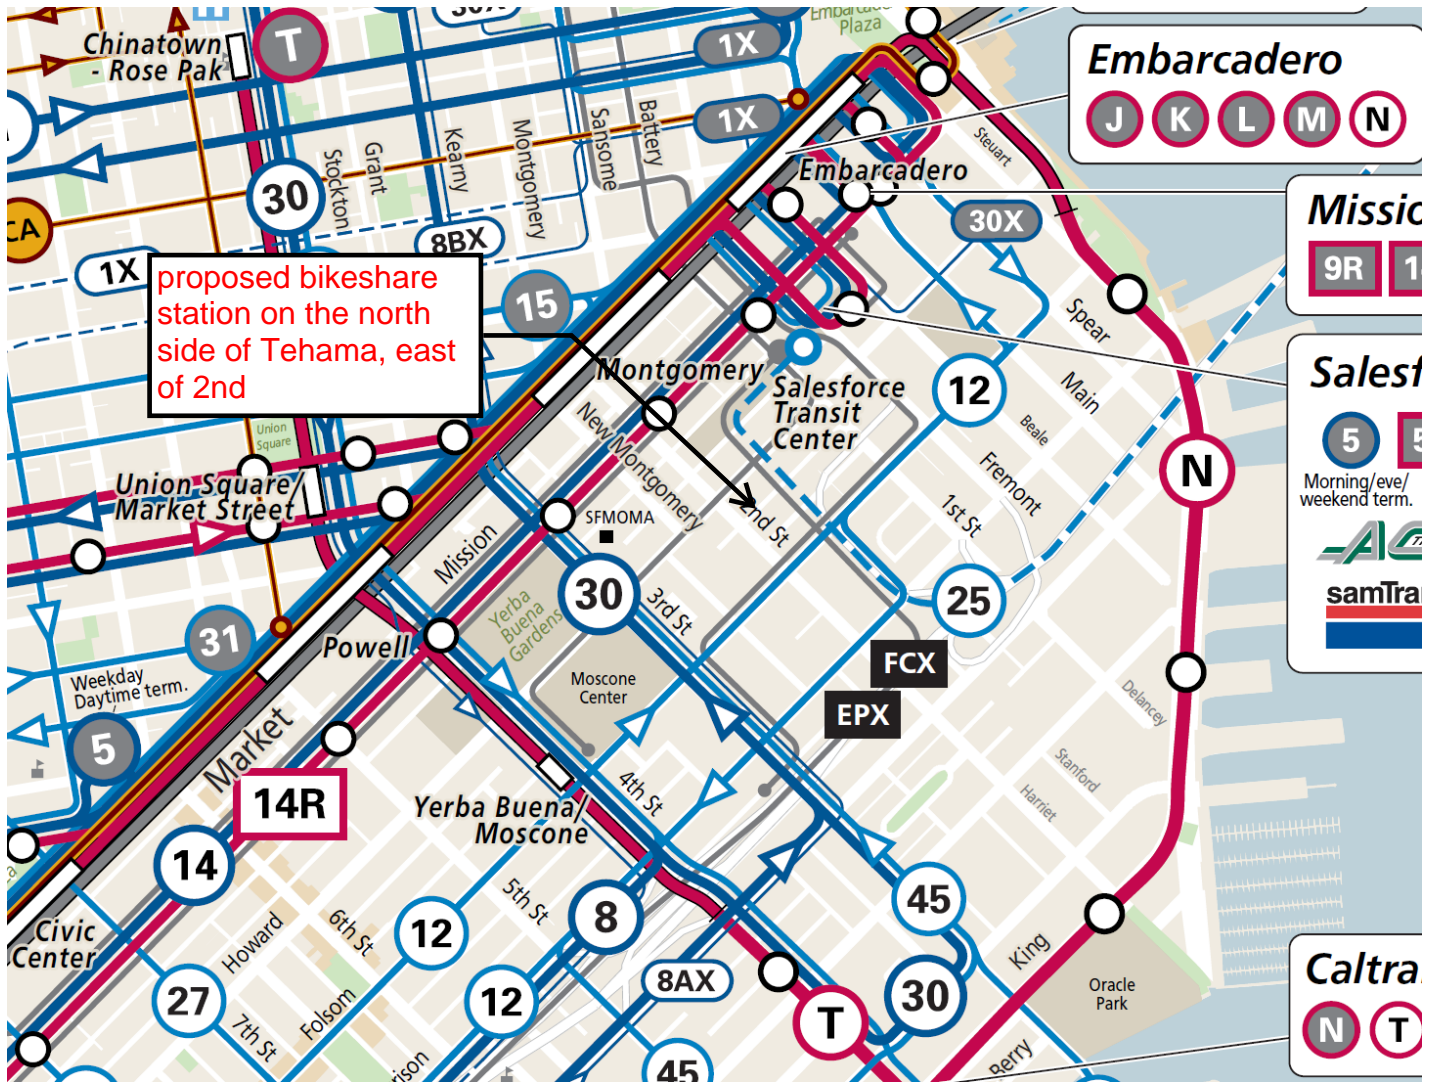 30X
Embarcadero
Plaza
Chinatown
- Rose Pak
T
1X
Embarcadero
J K L M N
1X
Stockton
Grant
Kearny
Montgomery
Sansome
Battery
Steuart
Embarcadero
30
CA
8BX
1X
30X
Missio
9R
proposed bikeshare
station on the north
side of Tehama, east
of 2nd
15
Spear
Main
Beale
Fremont
1st St
Montgomery
Salesforce
Transit
Center
12
Salesf
5
Morning/eve/
weekend term.
samTra
Union
Square
Union Square/
Market Street
New Montgomery
2nd St
N
SFMOMA
Mission
30
3rd St
25
Yerba
Buena
Gardens
31
Powell
FCX
EPX
Moscone
Center
Weekday
Daytime term.
5
Market
Delancey
Stanford
Harriet
14R
Yerba Buena/
Moscone
4th St
14
5th St
8
45
Civic
Center
Howard
6th St
12
King
27
12
8AX
30
Oracle
Park
Caltra
N T
7th St
Folsom
T
45
rison
Berry